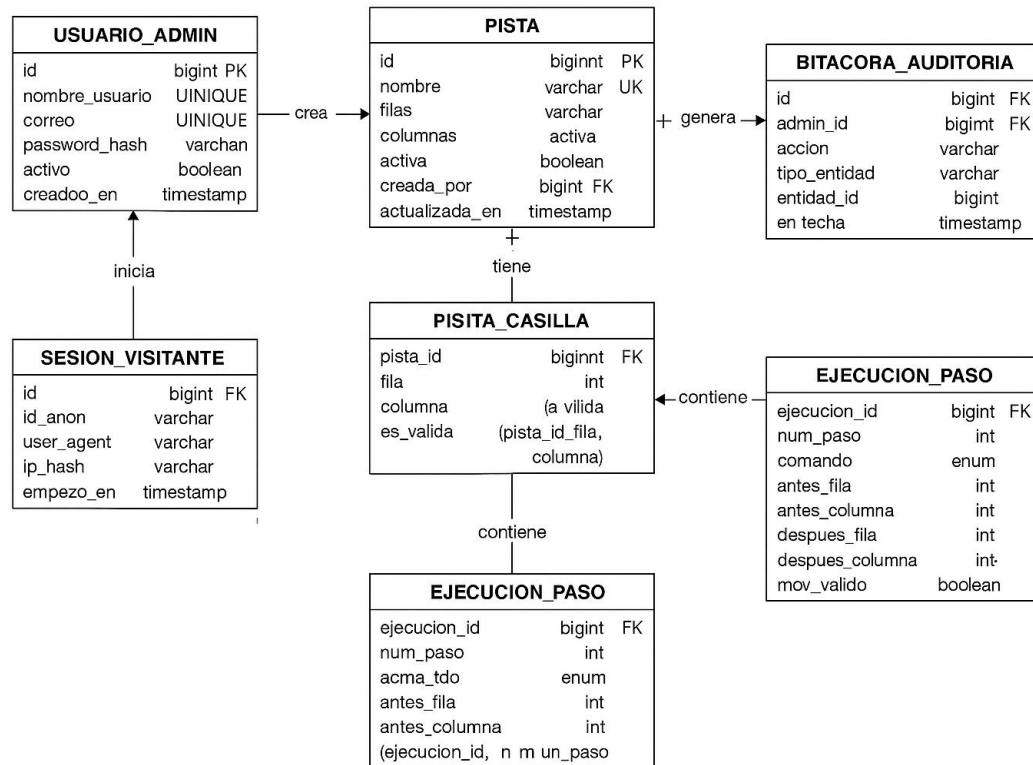 USUARIO_ADMIN
id bigint PK
nombre_usuario UINIQUE
correo UINIQUE
password_hash varchan
activo boolean
creadoo_en timestamp
crea
PISTA
id biginnt PK
nombre varchar UK
filas varchar
columnas activa
activa boolean
creada_por bigint FK
actualizada_en timestamp
genera
BITACORA_AUDITORIA
id bigint FK
admin_id bigimt FK
accion varchar
tipo_entidad varchar
entidad_id bigint
en techa timestamp
inicia
tiene
SESION_VISITANTE
id bigint FK
id_anon varchar
user_agent varchar
ip_hash varchar
empezo_en timestamp
PISITA_CASILLA
pista_id biginnt FK
fila int
columna (a vilida
es_valida (pista_id_fila,
columna)
contiene
EJECUCION_PASO
ejecucion_id bigint FK
num_paso int
comando enum
antes_fila int
antes_columna int
despues_fila int
despues_columna int·
mov_valido boolean
contiene
EJECUCION_PASO
ejecucion_id bigint FK
num_paso int
acma_tdo enum
antes_fila int
antes_columna int
(ejecucion_id, n m un_paso